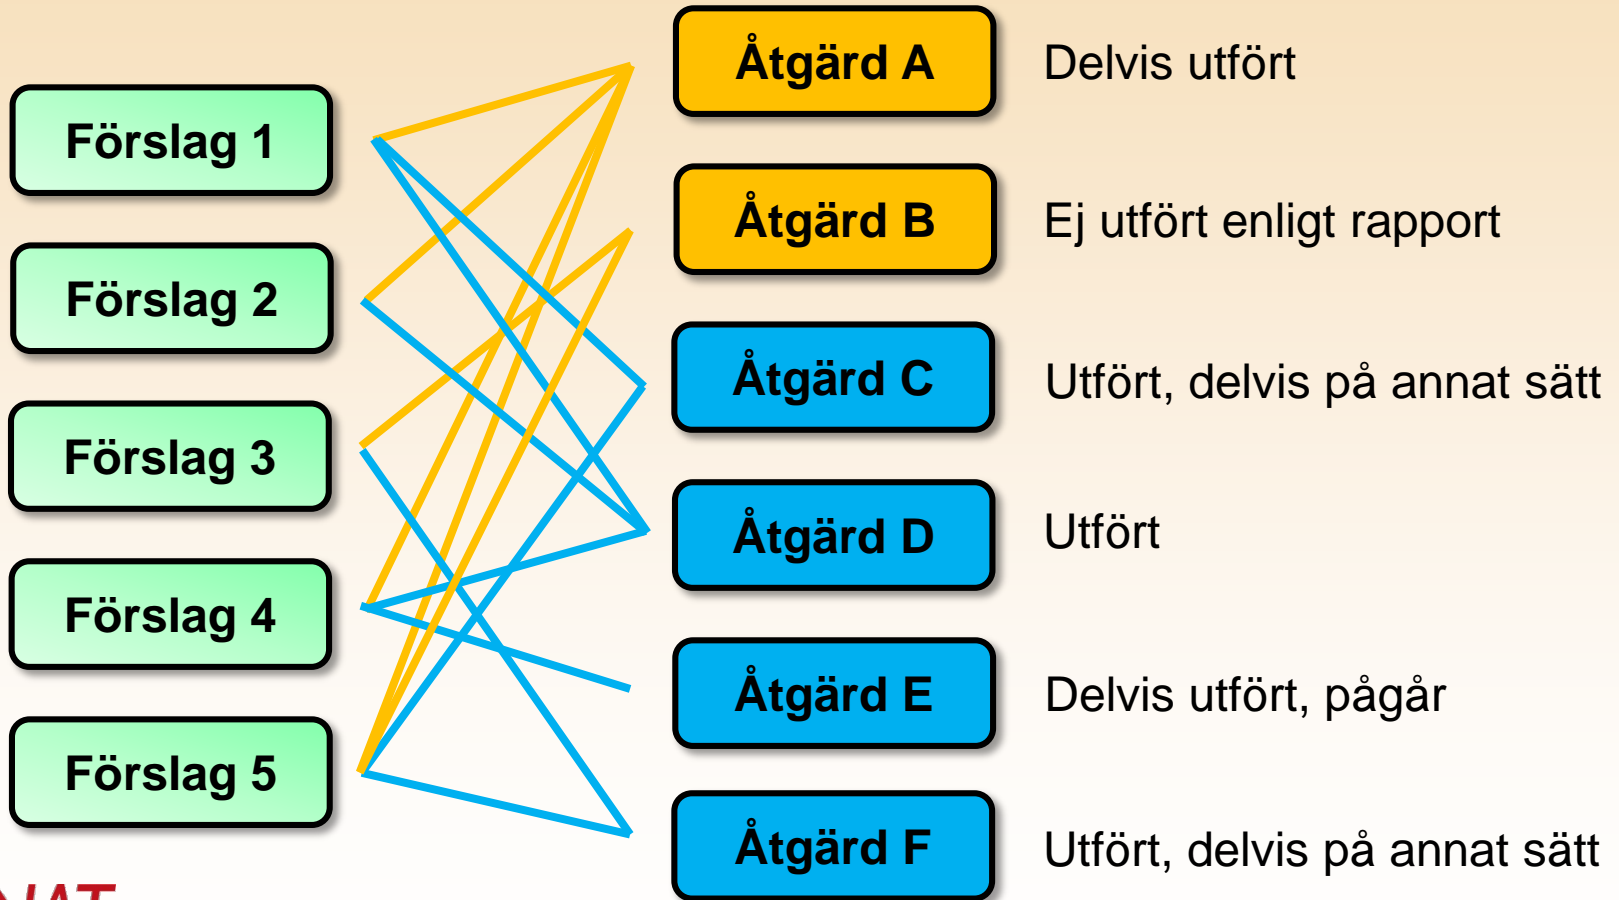 Åtgärd A Delvis utfört
Förslag 1
Åtgärd B Ej utfört enligt rapport
Förslag 2
Åtgärd C Utfört, delvis på annat sätt
Förslag 3
Åtgärd D Utfört
Förslag 4
Åtgärd E Delvis utfört, pågår
Förslag 5
Åtgärd F Utfört, delvis på annat sätt